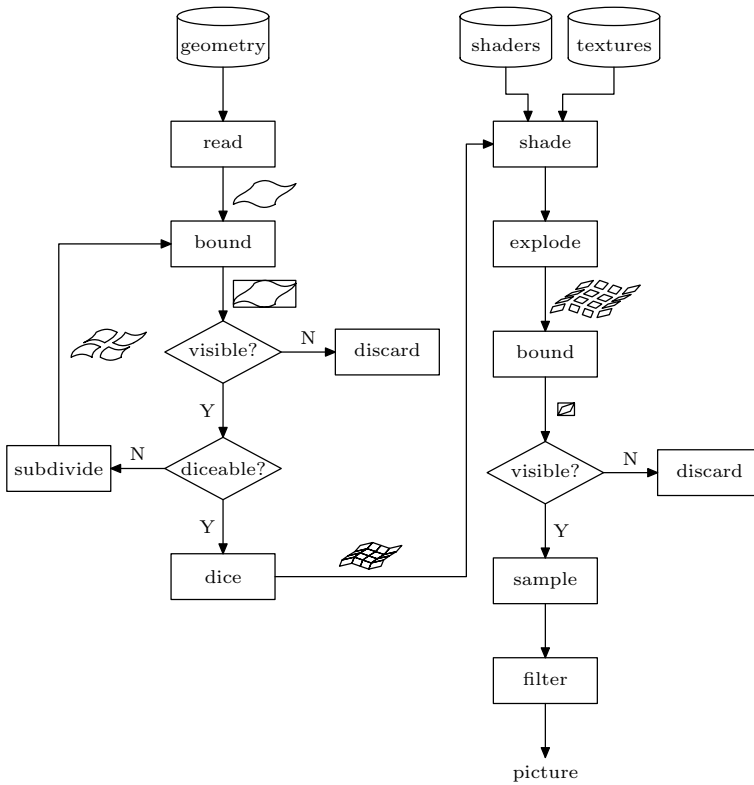 geometry
read
bound
visible?
N
discard
Y
diceable?
N
subdivide
Y
dice
shaders
textures
shade
explode
bound
visible?
N
discard
Y
sample
filter
picture